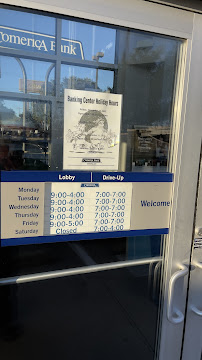 omericA Bank
Banking Center Holiday Hours
Lobby Drive-Up
Monday 9:00-4:00 7:00-7:00
Tuesday 9:00-4:00 7:00-7:00
Wednesday 9:00-4:00 7:00-7:00
Thursday 9:00-4:00 7:00-7:00
Friday 9:00-5:00 7:00-7:00
Saturday Closed 7:00-4:00
Welcome